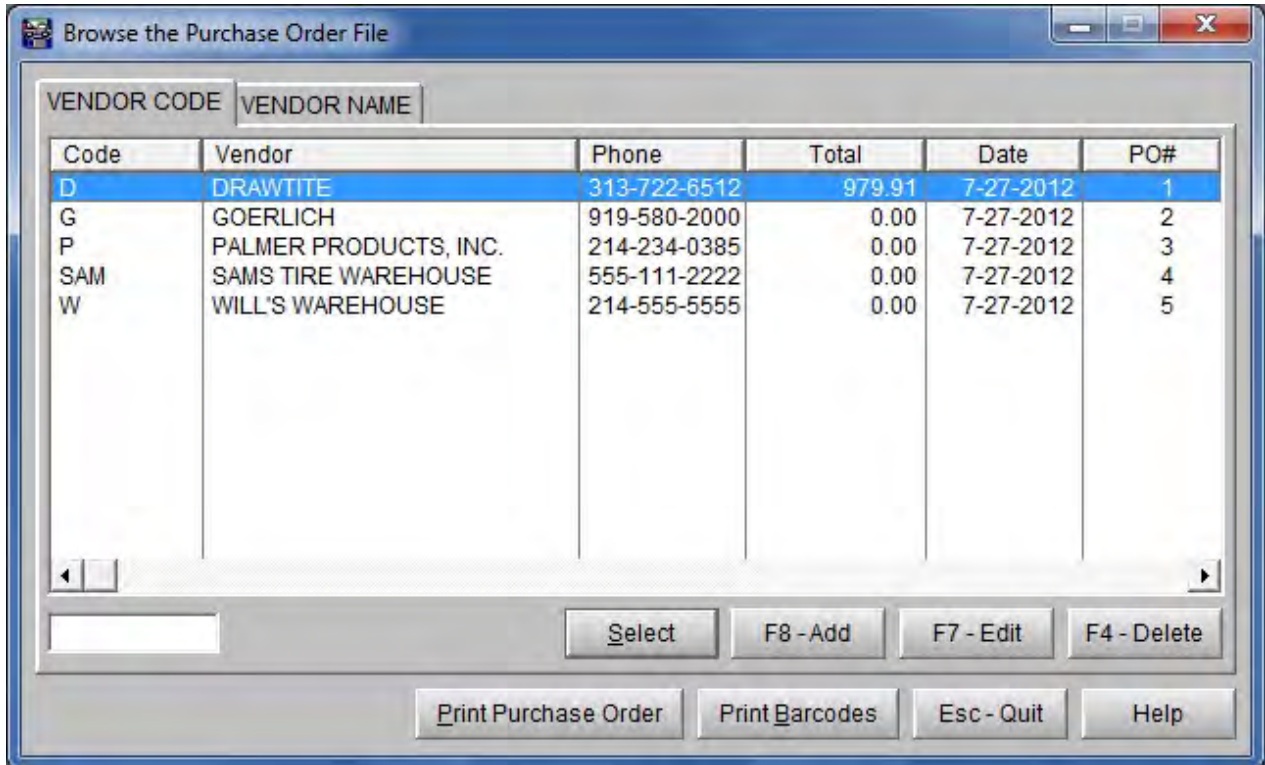 Browse the Purchase Order File
VENDOR CODE VENDOR NAME
Code Vendor Phone Total Date PO#
D DRAWTITE 313-722-6512 979.91 7-27-2012 1
G GOERLICH 919-580-2000 0.00 7-27-2012 2
P PALMER PRODUCTS, INC. 214-234-0385 0.00 7-27-2012 3
SAM SAMS TIRE WAREHOUSE 555-111-2222 0.00 7-27-2012 4
W WILL'S WAREHOUSE 214-555-5555 0.00 7-27-2012 5
Select F8 - Add F7 - Edit F4 - Delete
Print Purchase Order Print Barcodes Esc - Quit Help